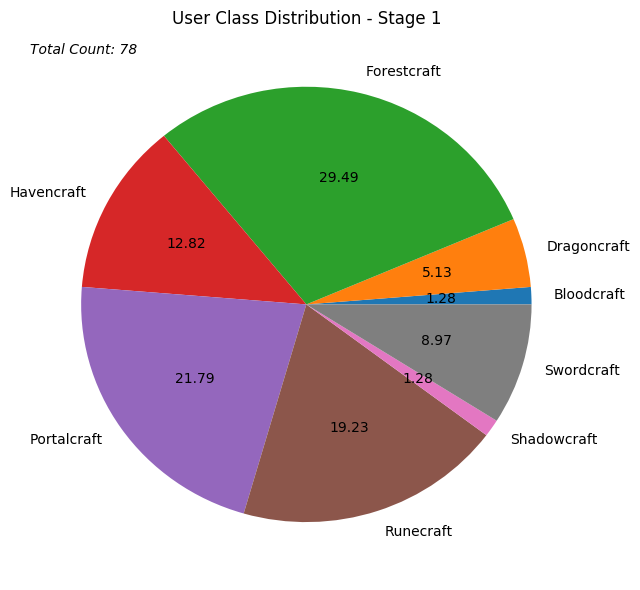 User Class Distribution - Stage 1
Total Count: 78
Forestcraft
29.49
Havencraft
12.82
Dragoncraft
5.13
Bloodcraft
1.28
Swordcraft
8.97
Portalcraft
21.79
Shadowcraft
1.28
Runecraft
19.23